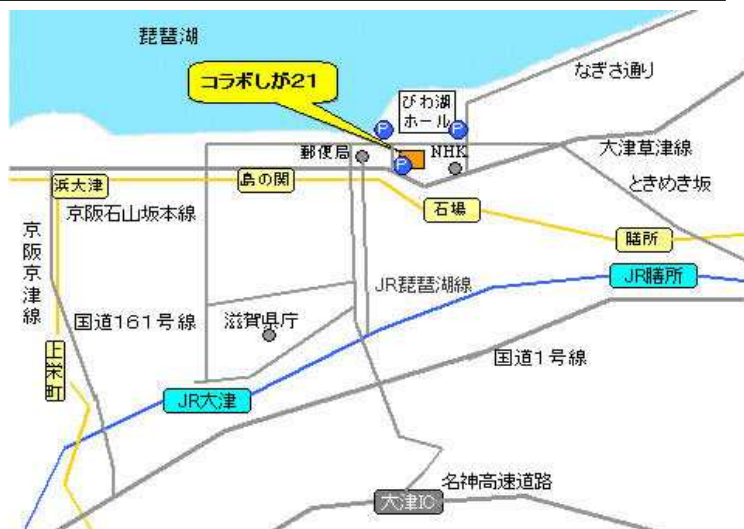 琵琶湖
コラボしが21
なぎさ通り
びわ湖
ホール
P
P
P
郵便局
NHK
大津草津線
浜大津
島の関
ときめき坂
京阪石山坂本線
石場
膳所
京阪京津線
JR琵琶湖線
JR膳所
国道161号線
滋賀県庁
上栄町
国道1号線
JR大津
名神高速道路
大津IC